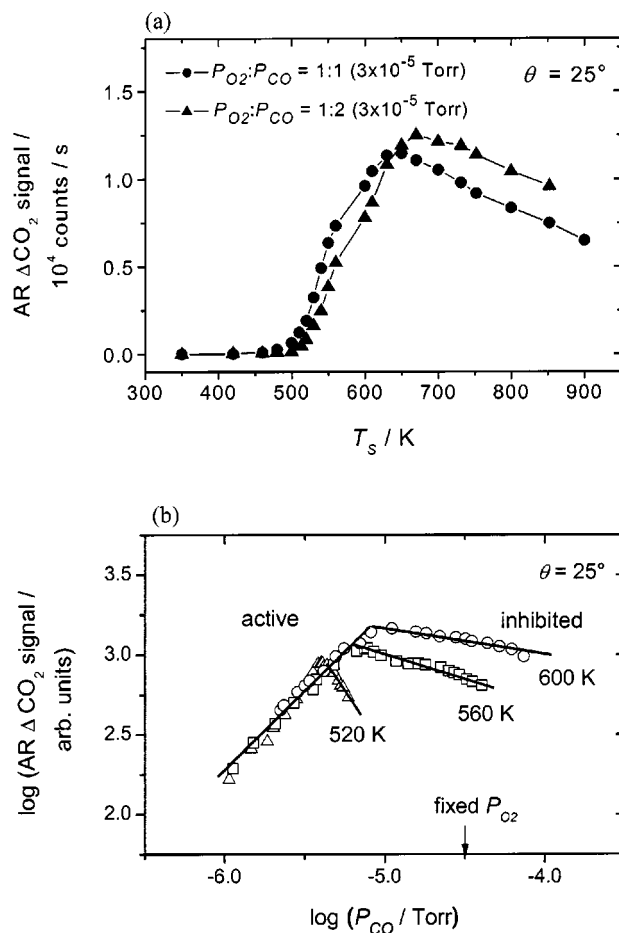 (a)
P_O2:P_CO = 1:1 (3x10^-5 Torr)
P_O2:P_CO = 1:2 (3x10^-5 Torr)
θ = 25°
AR Δ CO_2 signal /
10^4 counts / s
1.5
1.0
0.5
0.0
300 400 500 600 700 800 900
T_S / K
(b)
θ = 25°
active
inhibited
600 K
560 K
520 K
fixed P_O2
log (AR Δ CO_2 signal /
arb. units)
3.5
3.0
2.5
2.0
-6.0 -5.0 -4.0
log (P_CO / Torr)